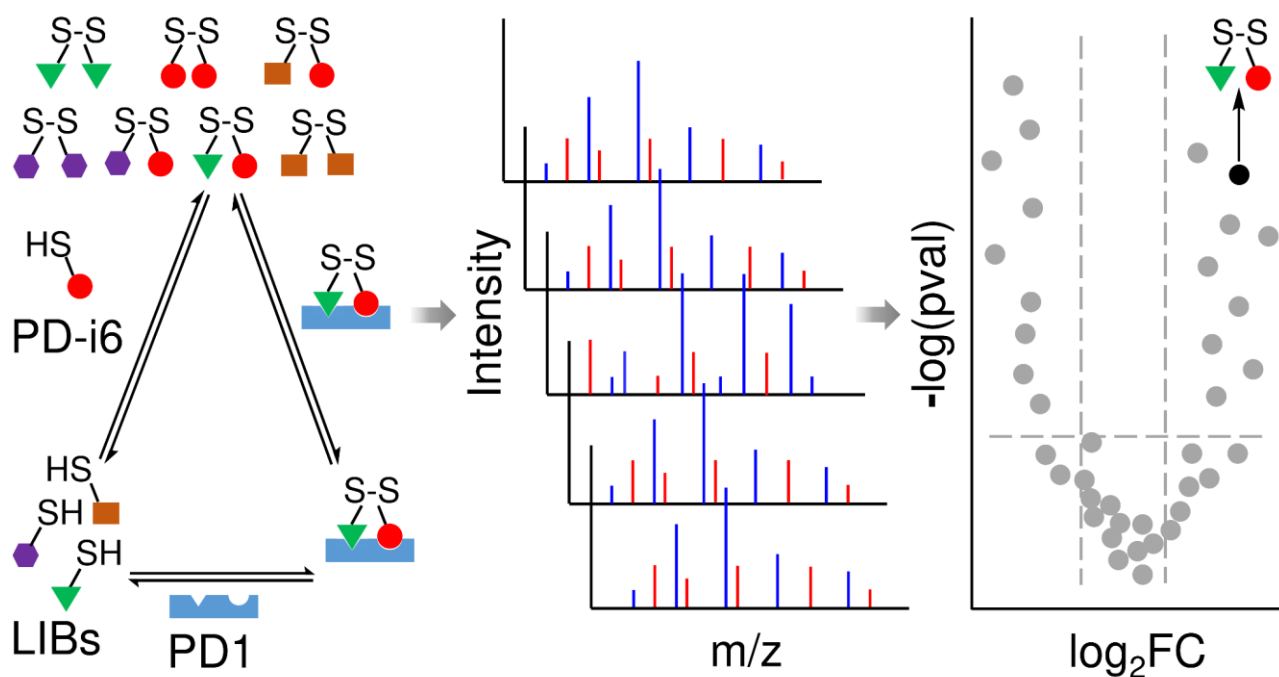 S-S S-S S-S
S-S S-S S-S S-S
HS
PD-i6
S-S
HS
SH
SH
LIBs
PD1
S-S
Intensity
m/z
-log(pval)
S-S
log₂FC